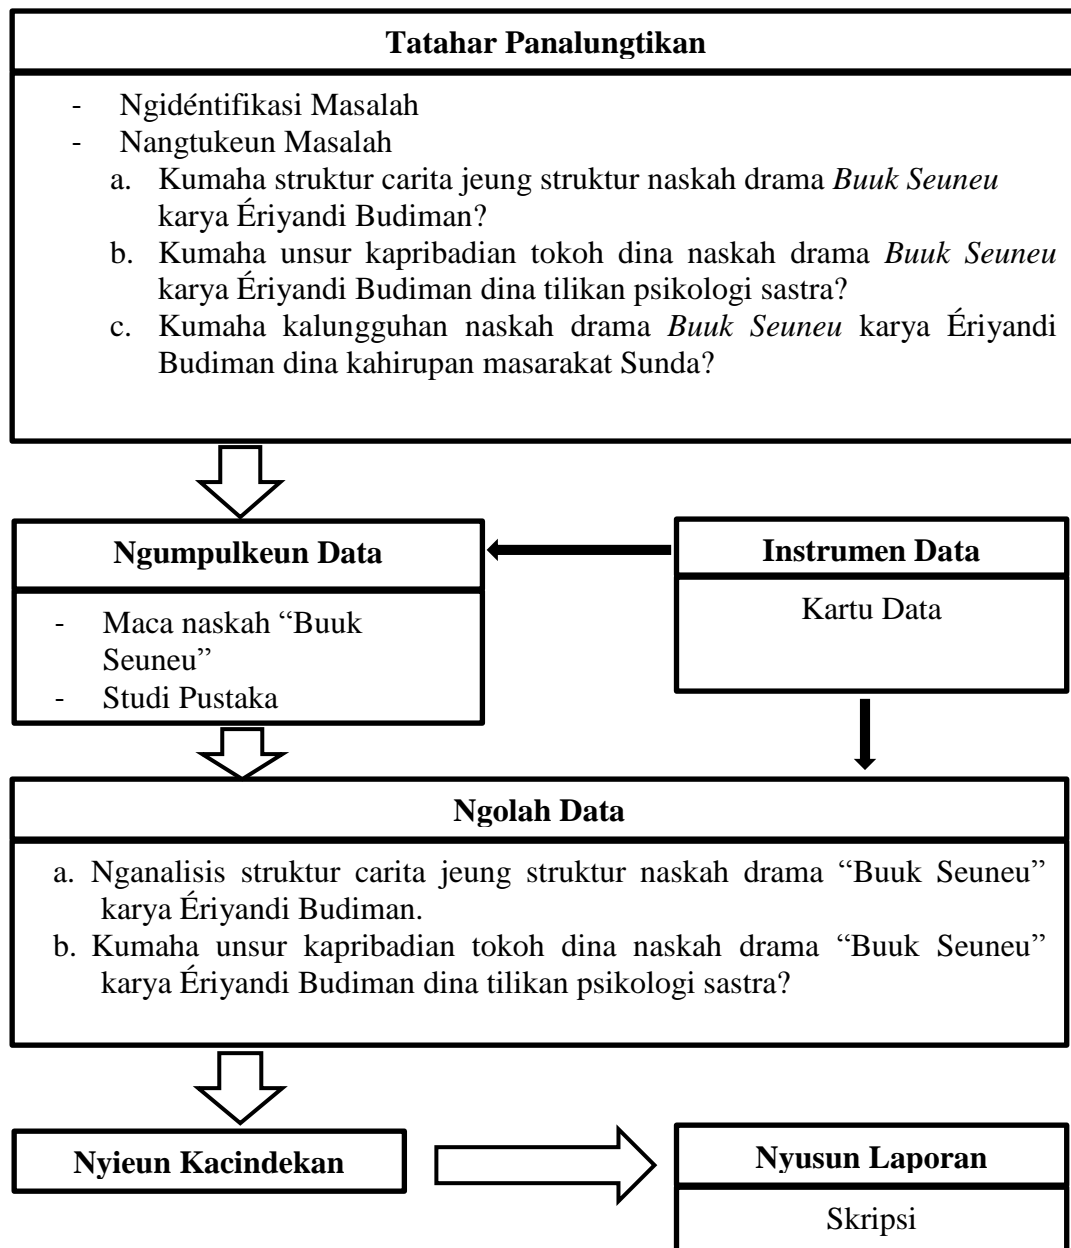 Tatahar Panalungtikan
- Ngidéntifikasi Masalah
- Nangtukeun Masalah
a. Kumaha struktur carita jeung struktur naskah drama Buuk Seuneu
karya Ériyandi Budiman?
b. Kumaha unsur kapribadian tokoh dina naskah drama Buuk Seuneu
karya Ériyandi Budiman dina tilikan psikologi sastra?
c. Kumaha kalungguhan naskah drama Buuk Seuneu karya Ériyandi
Budiman dina kahirupan masarakat Sunda?
Ngumpulkeun Data
- Maca naskah “Buuk
Seuneu”
- Studi Pustaka
Instrumen Data
Kartu Data
Ngolah Data
a. Nganalisis struktur carita jeung struktur naskah drama “Buuk Seuneu”
karya Ériyandi Budiman.
b. Kumaha unsur kapribadian tokoh dina naskah drama “Buuk Seuneu”
karya Ériyandi Budiman dina tilikan psikologi sastra?
Nyieun Kacindekan
Nyusun Laporan
Skripsi